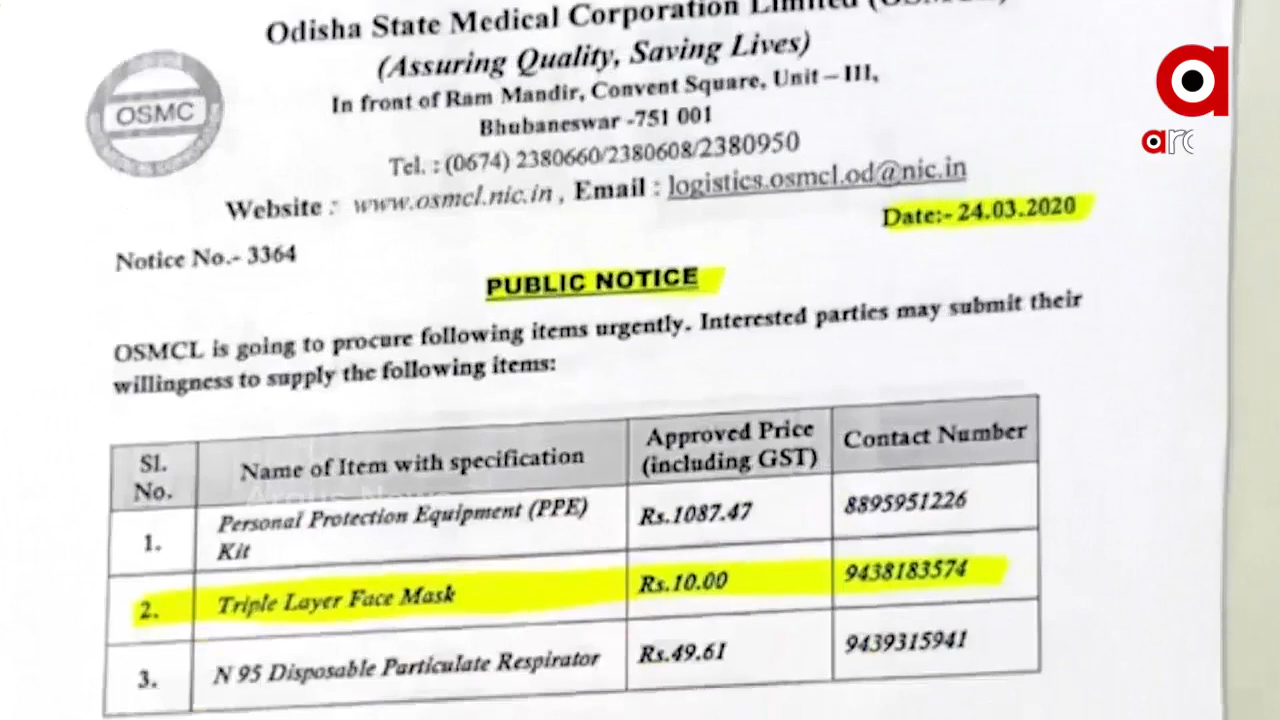 Odisha State Medical Corporation Limited
(Assuring Quality, Saving Lives)
In front of Ram Mandir, Convent Square, Unit – III,
Bhubaneswar -751 001
Tel. : (0674) 2380660/2380608/2380950
Website : www.osmcl.nic.in , Email : logistics.osmcl.od@nic.in
OSMC
Date:- 24.03.2020
Notice No.- 3364
PUBLIC NOTICE
OSMCL is going to procure following items urgently. Interested parties may submit their
willingness to supply the following items:
Sl. No. Name of Item with specification Approved Price (including GST) Contact Number
1. Personal Protection Equipment (PPE) Kit Rs.1087.47 8895951226
2. Triple Layer Face Mask Rs.10.00 9438183574
3. N 95 Disposable Particulate Respirator Rs.49.61 9439315941
a